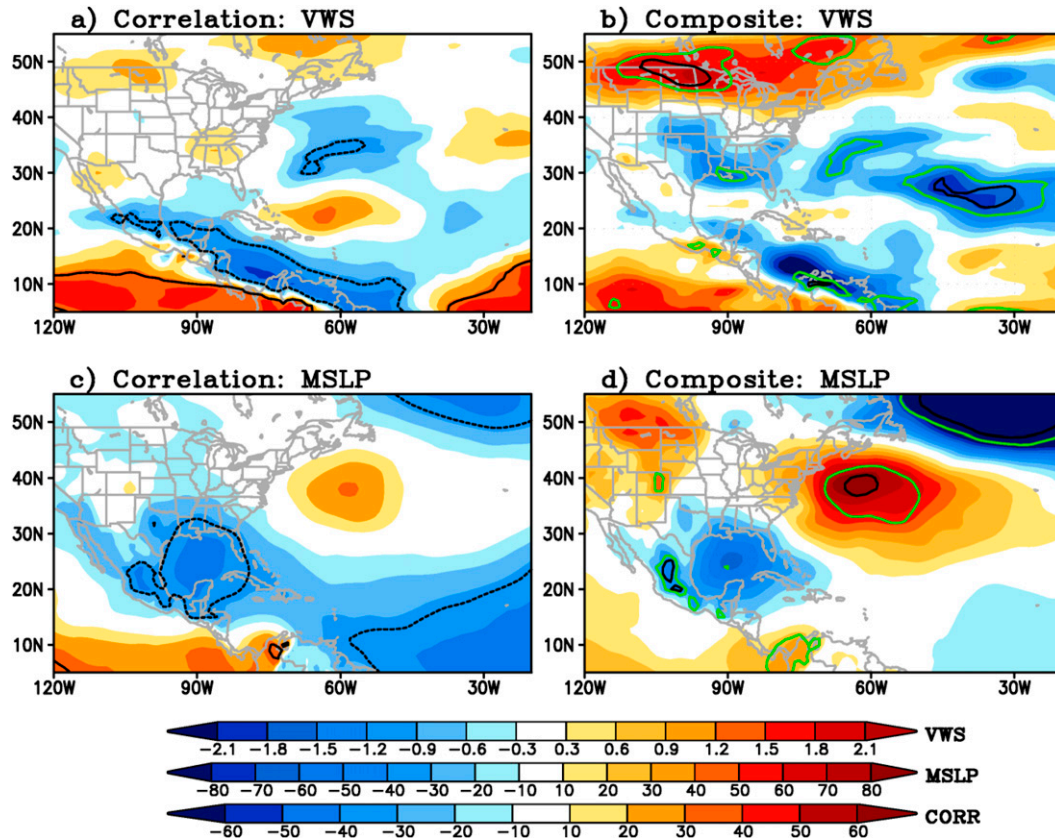 a) Correlation: VWS
b) Composite: VWS
50N
40N
30N
20N
10N
120W 90W 60W 30W
50N
40N
30N
20N
10N
120W 90W 60W 30W
c) Correlation: MSLP
d) Composite: MSLP
50N
40N
30N
20N
10N
120W 90W 60W 30W
50N
40N
30N
20N
10N
120W 90W 60W 30W
−2.1 −1.8 −1.5 −1.2 −0.9 −0.6 −0.3 0.3 0.6 0.9 1.2 1.5 1.8 2.1 VWS
−80 −70 −60 −50 −40 −30 −20 −10 10 20 30 40 50 60 70 80 MSLP
−60 −50 −40 −30 −20 −10 10 20 30 40 50 60 CORR